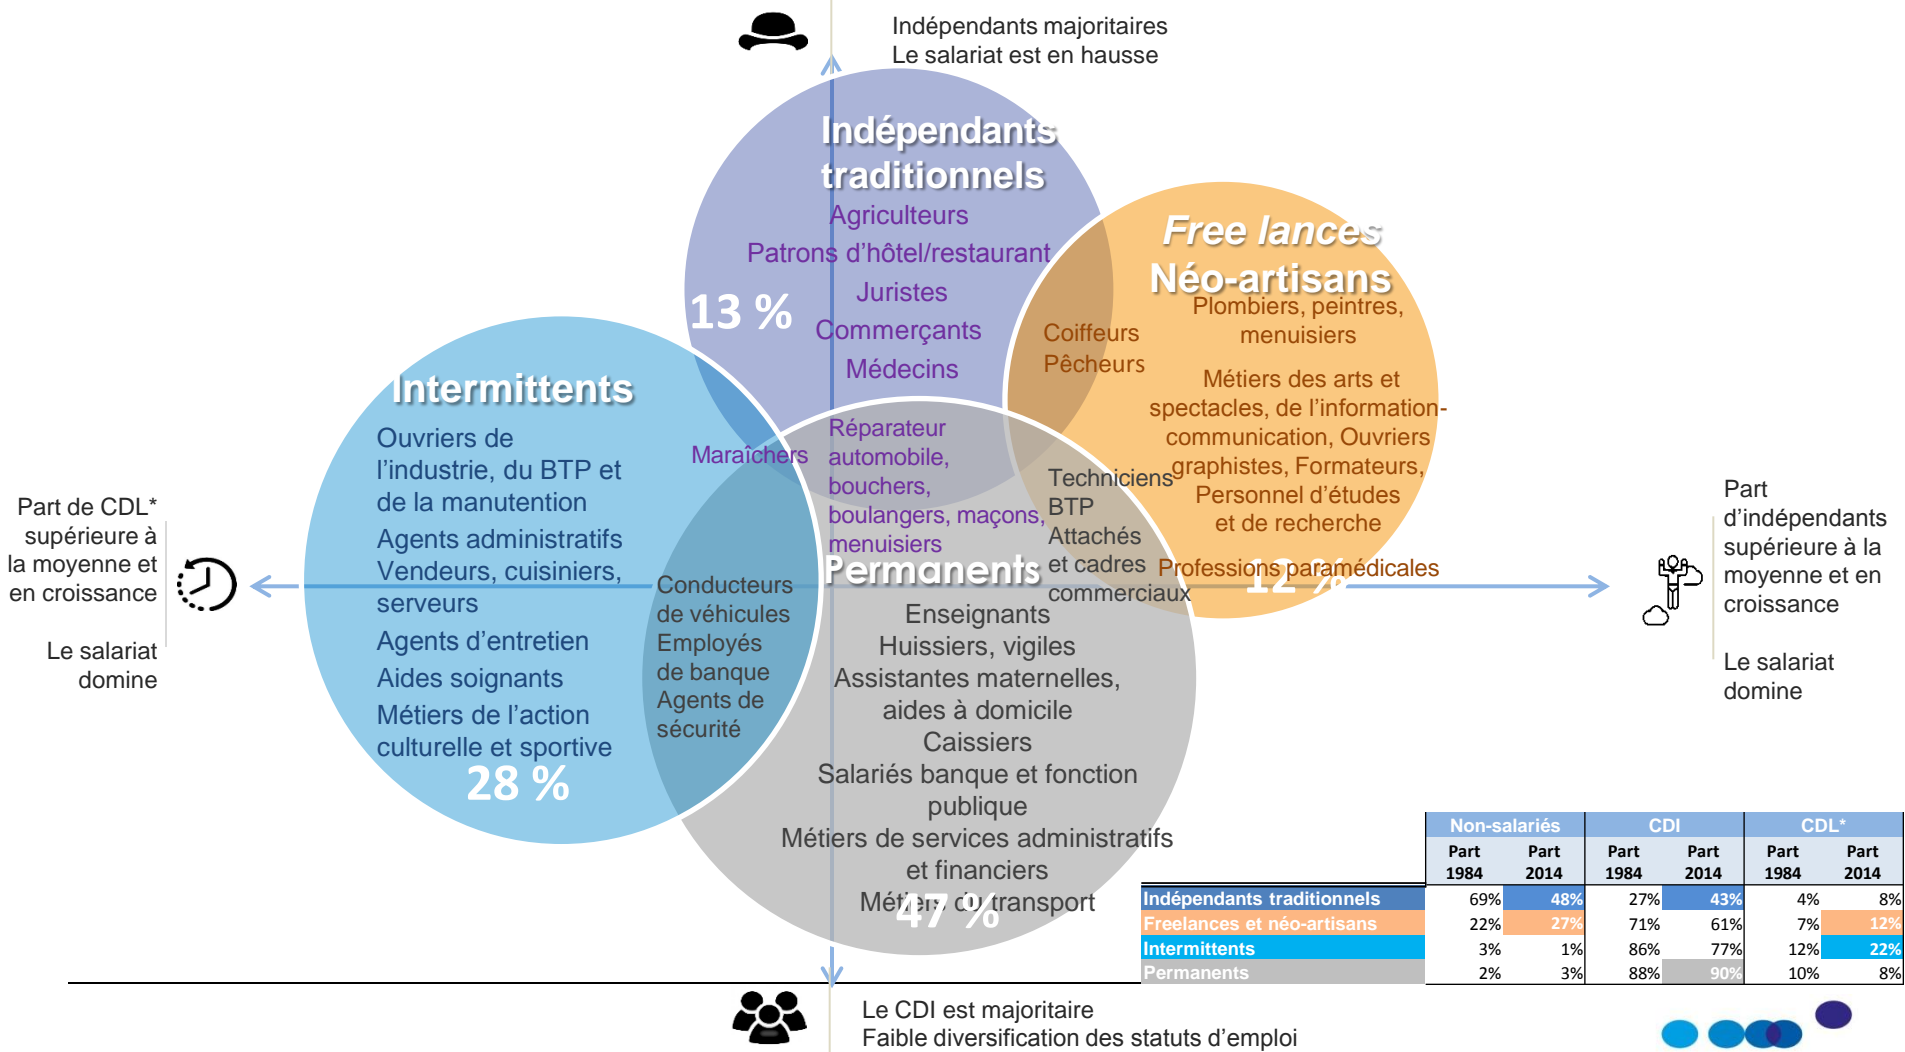 Indépendants majoritaires
Le salariat est en hausse
Indépendants
traditionnels
Agriculteurs
Patrons d'hôtel/restaurant
Juristes
Commerçants
Médecins
13 %
Free lances
Néo-artisans
Plombiers, peintres,
menuisiers
Métiers des arts et
spectacles, de l'information-
communication, Ouvriers
graphistes, Formateurs,
Personnel d'études
et de recherche
Professions paramédicales
12 %
Coiffeurs
Pêcheurs
Intermittents
Ouvriers de
l'industrie, du BTP et
de la manutention
Agents administratifs
Vendeurs, cuisiniers,
serveurs
Agents d'entretien
Aides soignants
Métiers de l'action
culturelle et sportive
28 %
Maraîchers
Réparateur
automobile,
bouchers,
boulangers, maçons,
menuisiers
Techniciens
BTP
Attachés
et cadres
commerciaux
Conducteurs
de véhicules
Employés
de banque
Agents de
sécurité
Permanents
Enseignants
Huissiers, vigiles
Assistantes maternelles,
aides à domicile
Caissiers
Salariés banque et fonction
publique
Métiers de services administratifs
et financiers
Métiers du transport
47 %
Part de CDL*
supérieure à
la moyenne et
en croissance
Le salariat
domine
Part
d'indépendants
supérieure à la
moyenne et en
croissance
Le salariat
domine
Non-salariés CDI CDL*
Part Part Part Part Part Part
1984 2014 1984 2014 1984 2014
Indépendants traditionnels 69% 48% 27% 43% 4% 8%
Freelances et néo-artisans 22% 27% 71% 61% 7% 12%
Intermittents 3% 1% 86% 77% 12% 22%
Permanents 2% 3% 88% 90% 10% 8%
Le CDI est majoritaire
Faible diversification des statuts d'emploi